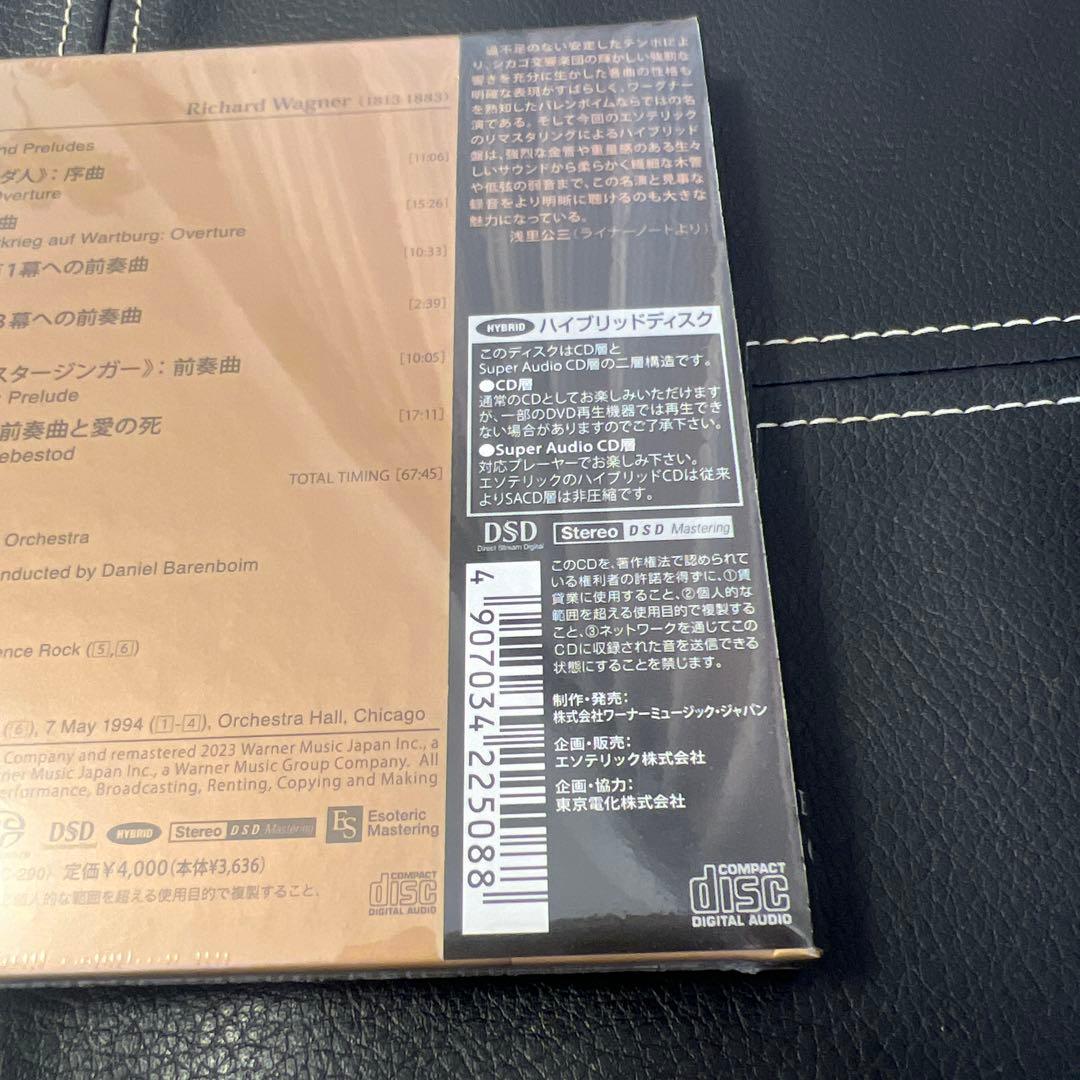 Richard Wagner (1813-1883)
nd Preludes
ダ人》：序曲
[11:06]
Overture
曲
[15:26]
rkrieg auf Wartburg: Overture
第1幕への前奏曲
[10:33]
3幕への前奏曲
[2:39]
スタージンガー》：前奏曲
[10:05]
: Prelude
前奏曲と愛の死
[17:11]
ebestod
TOTAL TIMING [67:45]
Orchestra
onducted by Daniel Barenboim
ence Rock (5,6)
(6), 7 May 1994 (1-4), Orchestra Hall, Chicago
Company and remastered 2023 Warner Music Japan Inc., a
rner Music Japan Inc., a Warner Music Group Company. All
erformance, Broadcasting, Renting, Copying and Making
DSD HYBRID Stereo DSD Mastering ES Esoteric
Mastering
C-290) 定価￥4,000(本体¥3,636)
個人的な範囲を超える使用目的で複製すること、
COMPACT
disc
DIGITAL AUDIO
過不足のない安定したテンポによ
り、シカゴ交響楽団の輝かしい強靭な
響きを充分に生かした各曲の性格も
明確な表現がすばらしく、ワーグナー
を熟知したバレンボイムならではの名
演である。そして今回のエソテリック
のリマスタリングによるハイブリッド
盤は、強烈な金管や重量感のある生々
しいサウンドから柔らかく繊細な木管
や低弦の弱音まで、この名演と見事な
録音をより明晰に聴けるのも大きな
魅力になっている。
浅里公三(ライナーノートより)
HYBRID ハイブリッドディスク
このディスクはCD層と
Super Audio CD層の二層構造です。
●CD層
通常のCDとしてお楽しみいただけます
が、一部のDVD再生機器では再生でき
ない場合がありますのでご了承下さい。
●Super Audio CD層
対応プレーヤーでお楽しみ下さい。
エソテリックのハイブリッドCDは従来
よりSACD層は非圧縮です。
DSD
Direct Stream Digital
Stereo DSD Mastering
このCDを、著作権法で認められて
いる権利者の許諾を得ずに、①賃
貸業に使用すること、②個人的な
範囲を超える使用目的で複製する
こと、③ネットワークを通じてこの
CDに収録された音を送信できる
状態にすることを禁じます。
制作・発売：
株式会社ワーナーミュージック・ジャパン
企画・販売：
エソテリック株式会社
企画・協力：
東京電化株式会社
4 907034 225088
COMPACT
disc
DIGITAL AUDIO